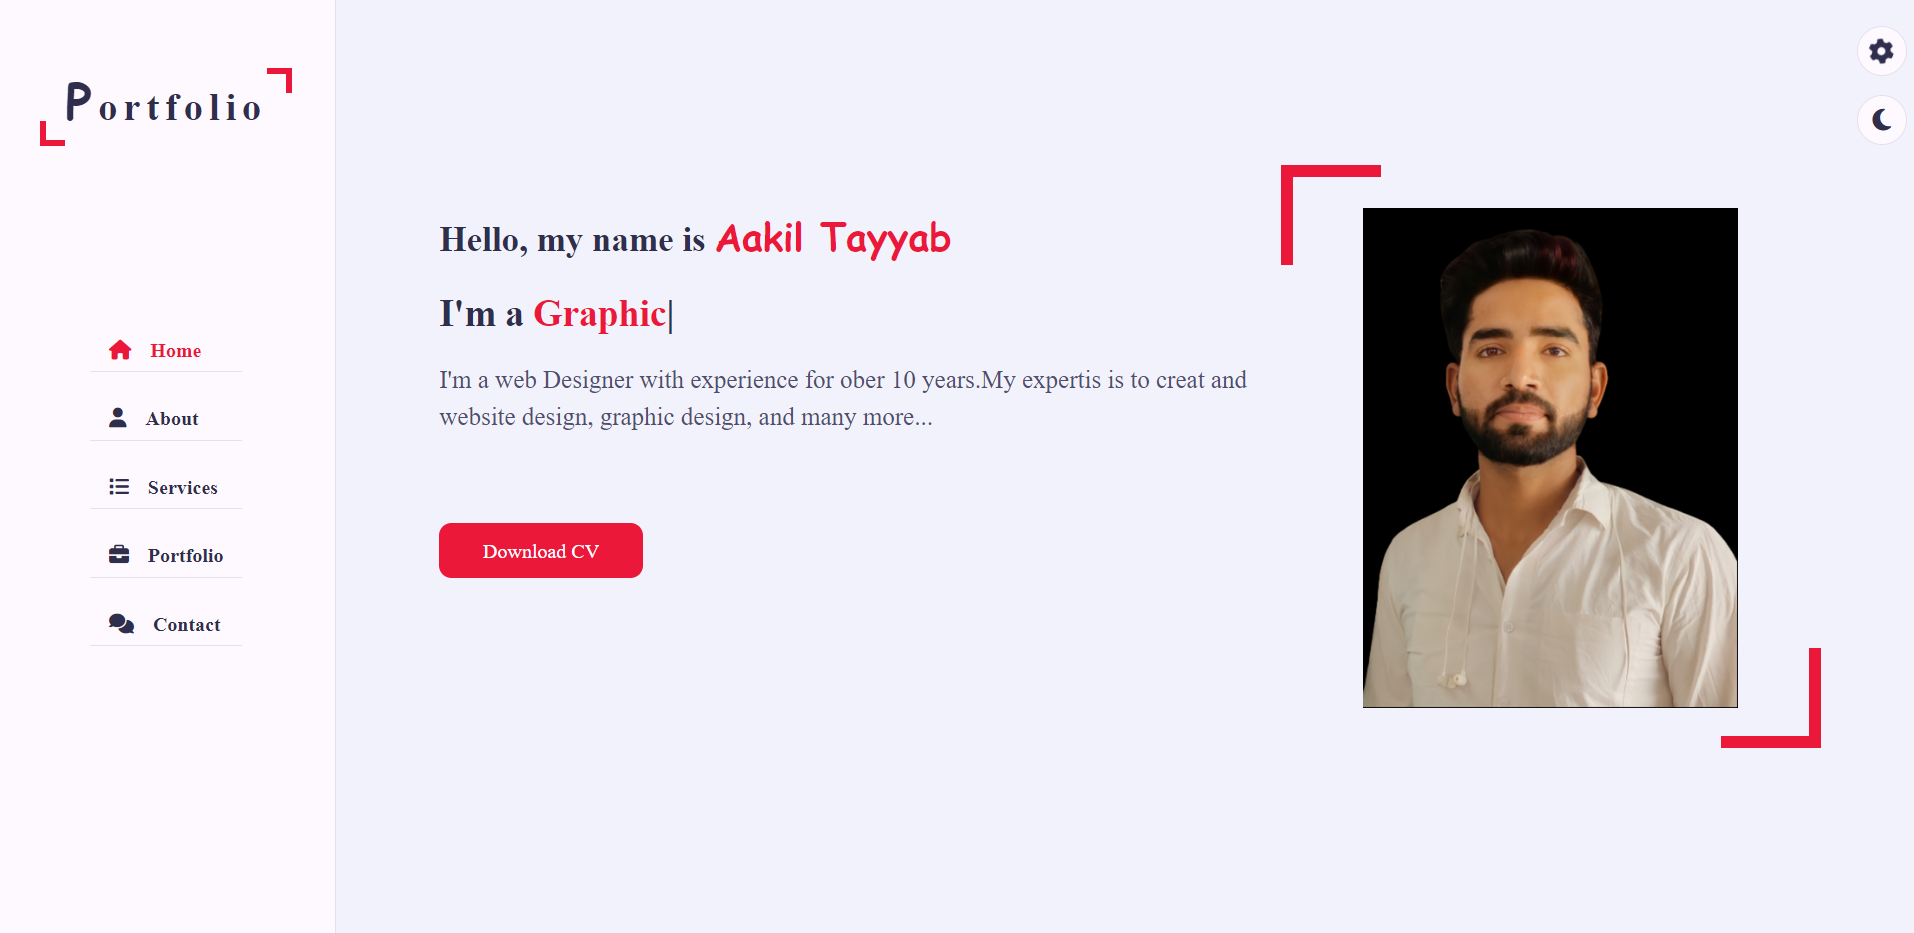 Portfolio
Home
About
Services
Portfolio
Contact
Hello, my name is Aakil Tayyab
I'm a Graphic|
I'm a web Designer with experience for ober 10 years.My expertis is to creat and
website design, graphic design, and many more...
Download CV